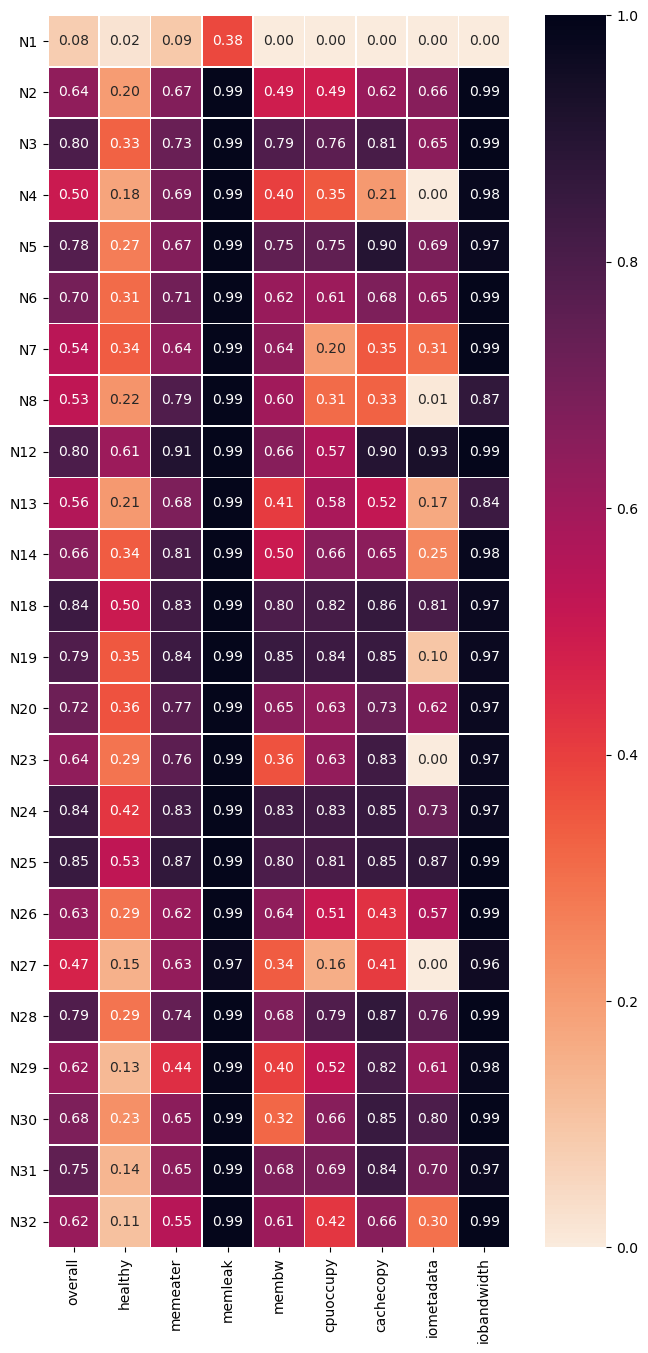 N1 0.08 0.02 0.09 0.38 0.00 0.00 0.00 0.00 0.00
N2 0.64 0.20 0.67 0.99 0.49 0.49 0.62 0.66 0.99
N3 0.80 0.33 0.73 0.99 0.79 0.76 0.81 0.65 0.99
N4 0.50 0.18 0.69 0.99 0.40 0.35 0.21 0.00 0.98
N5 0.78 0.27 0.67 0.99 0.75 0.75 0.90 0.69 0.97
N6 0.70 0.31 0.71 0.99 0.62 0.61 0.68 0.65 0.99
N7 0.54 0.34 0.64 0.99 0.64 0.20 0.35 0.31 0.99
N8 0.53 0.22 0.79 0.99 0.60 0.31 0.33 0.01 0.87
N12 0.80 0.61 0.91 0.99 0.66 0.57 0.90 0.93 0.99
N13 0.56 0.21 0.68 0.99 0.41 0.58 0.52 0.17 0.84
N14 0.66 0.34 0.81 0.99 0.50 0.66 0.65 0.25 0.98
N18 0.84 0.50 0.83 0.99 0.80 0.82 0.86 0.81 0.97
N19 0.79 0.35 0.84 0.99 0.85 0.84 0.85 0.10 0.97
N20 0.72 0.36 0.77 0.99 0.65 0.63 0.73 0.62 0.97
N23 0.64 0.29 0.76 0.99 0.36 0.63 0.83 0.00 0.97
N24 0.84 0.42 0.83 0.99 0.83 0.83 0.85 0.73 0.97
N25 0.85 0.53 0.87 0.99 0.80 0.81 0.85 0.87 0.99
N26 0.63 0.29 0.62 0.99 0.64 0.51 0.43 0.57 0.99
N27 0.47 0.15 0.63 0.97 0.34 0.16 0.41 0.00 0.96
N28 0.79 0.29 0.74 0.99 0.68 0.79 0.87 0.76 0.99
N29 0.62 0.13 0.44 0.99 0.40 0.52 0.82 0.61 0.98
N30 0.68 0.23 0.65 0.99 0.32 0.66 0.85 0.80 0.99
N31 0.75 0.14 0.65 0.99 0.68 0.69 0.84 0.70 0.97
N32 0.62 0.11 0.55 0.99 0.61 0.42 0.66 0.30 0.99
overall healthy memeater memleak membw cpuoccupy cachecopy iometadata iobandwidth
1.0
0.8
0.6
0.4
0.2
0.0